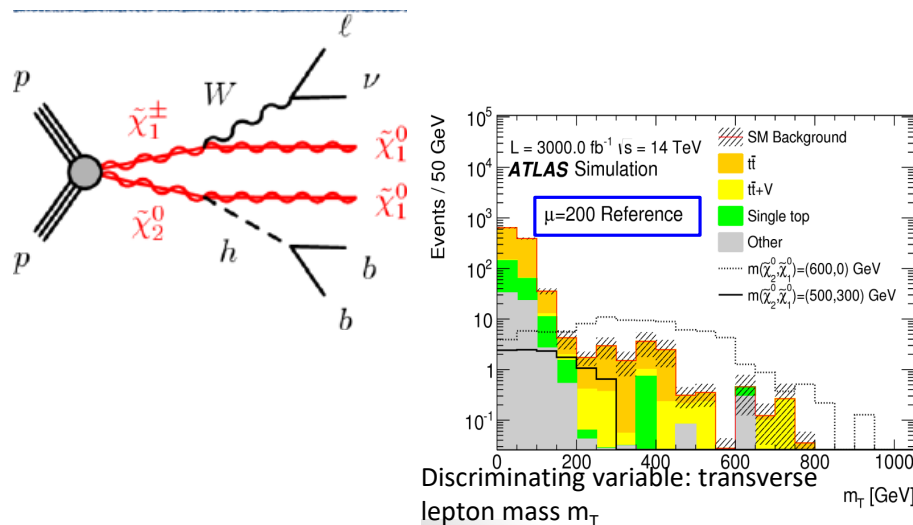 p
p
χ̃₁±
χ̃₂⁰
W
h
ℓ
ν
χ̃₁⁰
χ̃₁⁰
b
b
Events / 50 GeV
10⁵
10⁴
10³
10²
10
1
10⁻¹
L = 3000.0 fb⁻¹ √s = 14 TeV
ATLAS Simulation
μ=200 Reference
SM Background
tt̄
tt̄+V
Single top
Other
m(χ̃₂⁰,χ̃₁⁰)=(600,0) GeV
m(χ̃₂⁰,χ̃₁⁰)=(500,300) GeV
0 200 400 600 800 1000
m_T [GeV]
Discriminating variable: transverse
lepton mass m_T